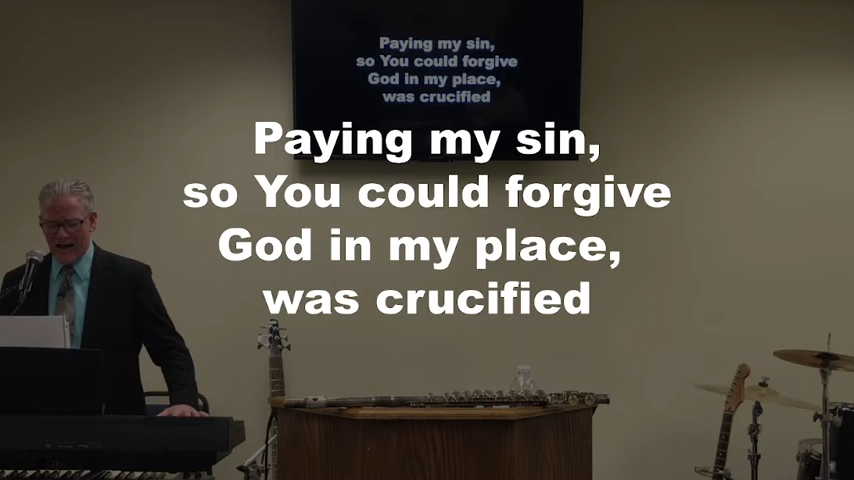 Paying my sin,
so You could forgive
God in my place,
was crucified
Paying my sin,
so You could forgive
God in my place,
was crucified